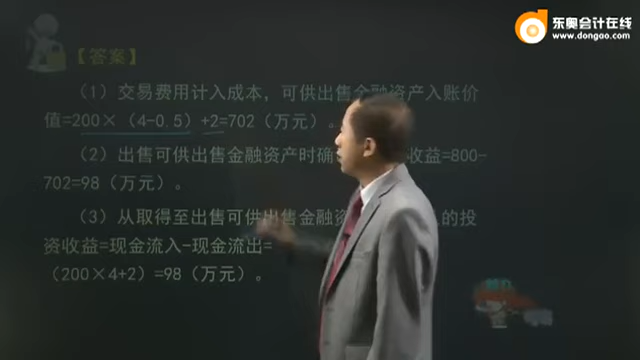 东奥会计在线
www.dongao.com
【答案】
(1)交易费用计入成本,可供出售金融资产入账价
值=200×(4-0.5)+2=702(万元)。
(2)出售可供出售金融资产时确 收益=800-
702=98(万元)。
(3)从取得至出售可供出售金融资 的投
资收益=现金流入-现金流出=
(200×4+2)=98(万元)。